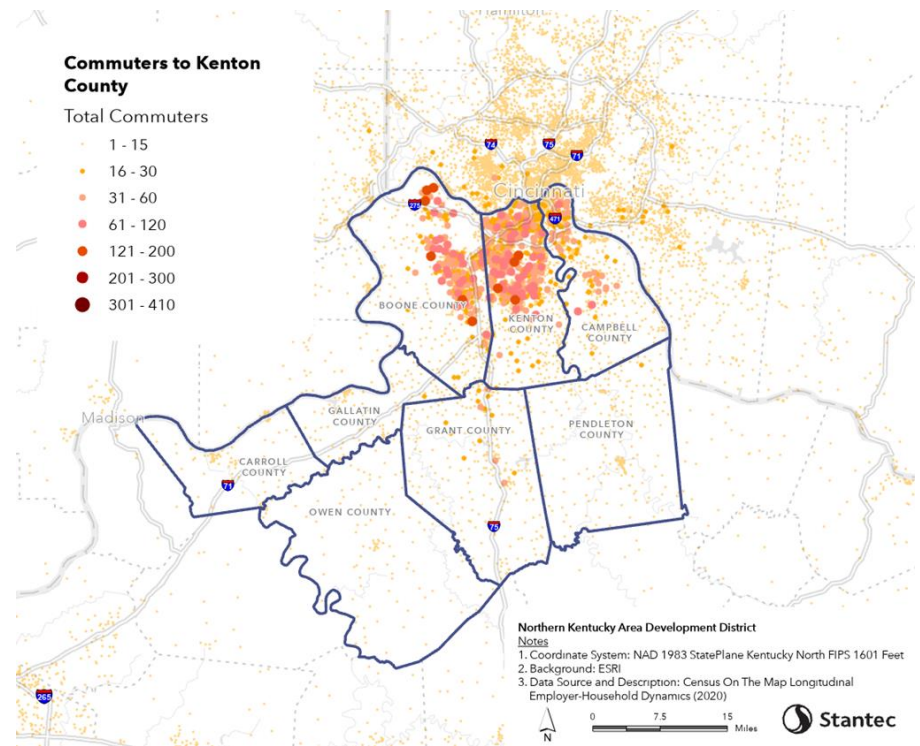 Hamilton
Commuters to Kenton
County
Total Commuters
1 - 15
16 - 30
31 - 60
61 - 120
121 - 200
201 - 300
301 - 410
74
75
71
Cincinnati
275
471
BOONE COUNTY
KENTON
COUNTY
CAMPBELL
COUNTY
Madison
GALLATIN
COUNTY
GRANT COUNTY
PENDLETON
COUNTY
CARROLL
COUNTY
71
OWEN COUNTY
75
265
Northern Kentucky Area Development District
Notes
1. Coordinate System: NAD 1983 StatePlane Kentucky North FIPS 1601 Feet
2. Background: ESRI
3. Data Source and Description: Census On The Map Longitudinal
Employer-Household Dynamics (2020)
N
0 7.5 15
Miles
Stantec